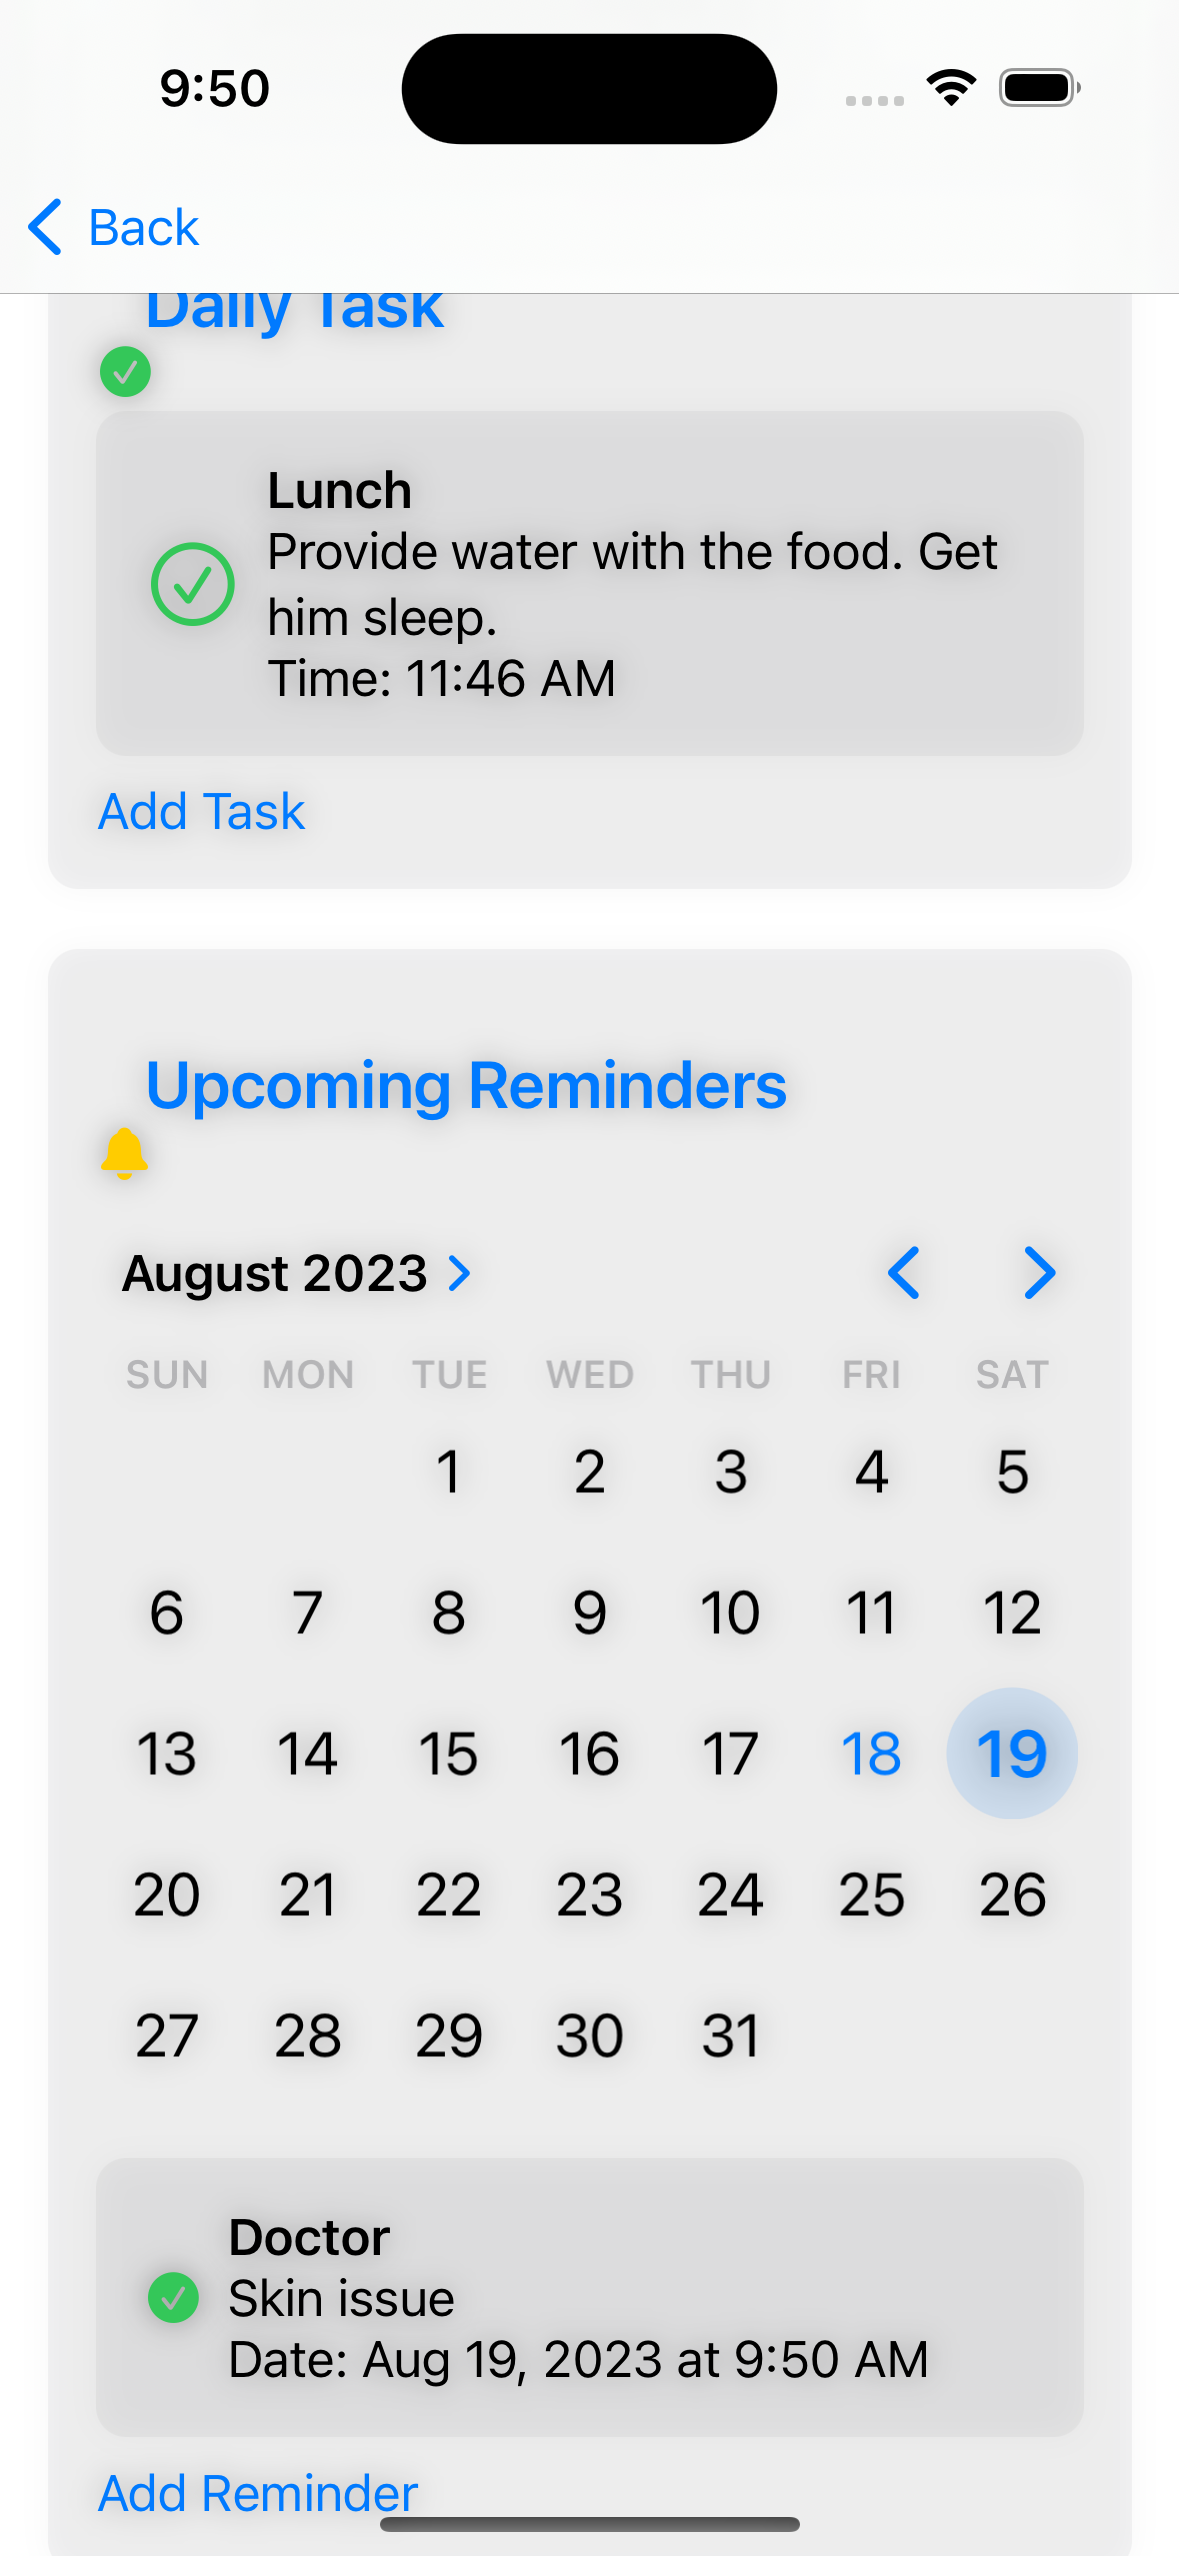 9:50
Back
Daily Task
Lunch
Provide water with the food. Get
him sleep.
Time: 11:46 AM
Add Task
Upcoming Reminders
August 2023
SUN MON TUE WED THU FRI SAT
1 2 3 4 5
6 7 8 9 10 11 12
13 14 15 16 17 18 19
20 21 22 23 24 25 26
27 28 29 30 31
Doctor
Skin issue
Date: Aug 19, 2023 at 9:50 AM
Add Reminder